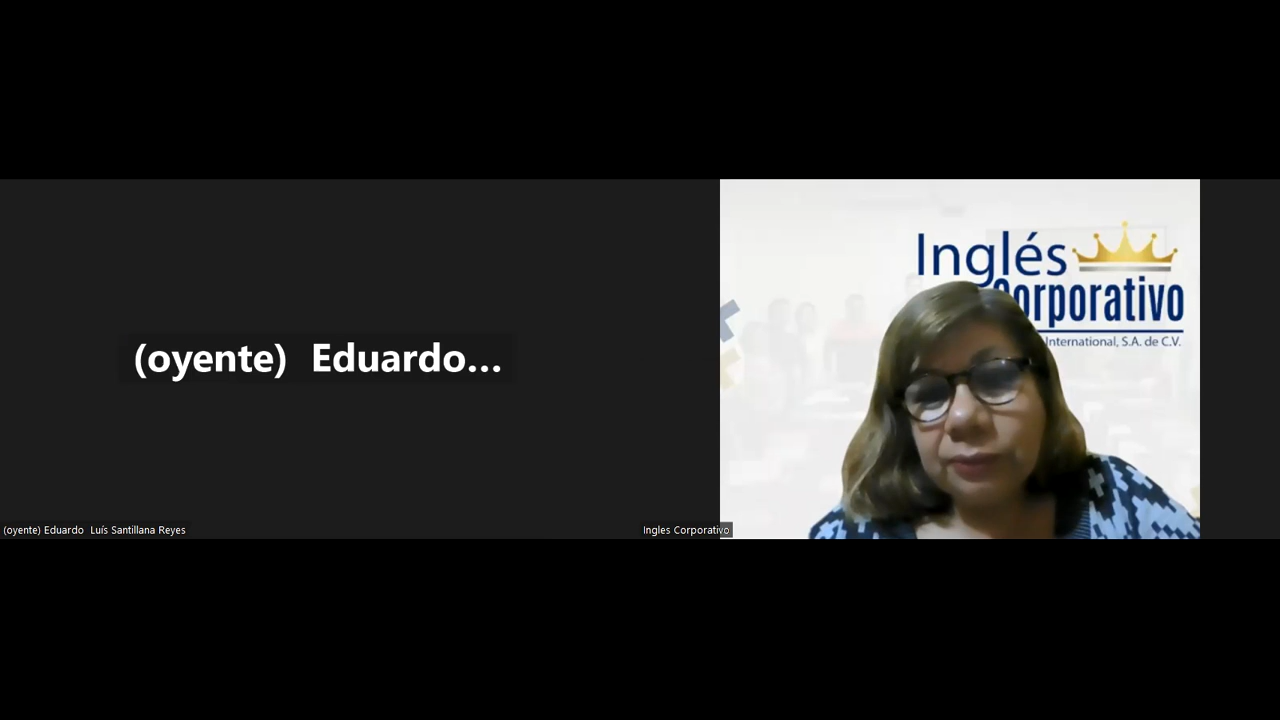 (oyente) Eduardo...
(oyente) Eduardo Luís Santillana Reyes
Inglés
Corporativo
International, S.A. de C.V.
Ingles Corporativo